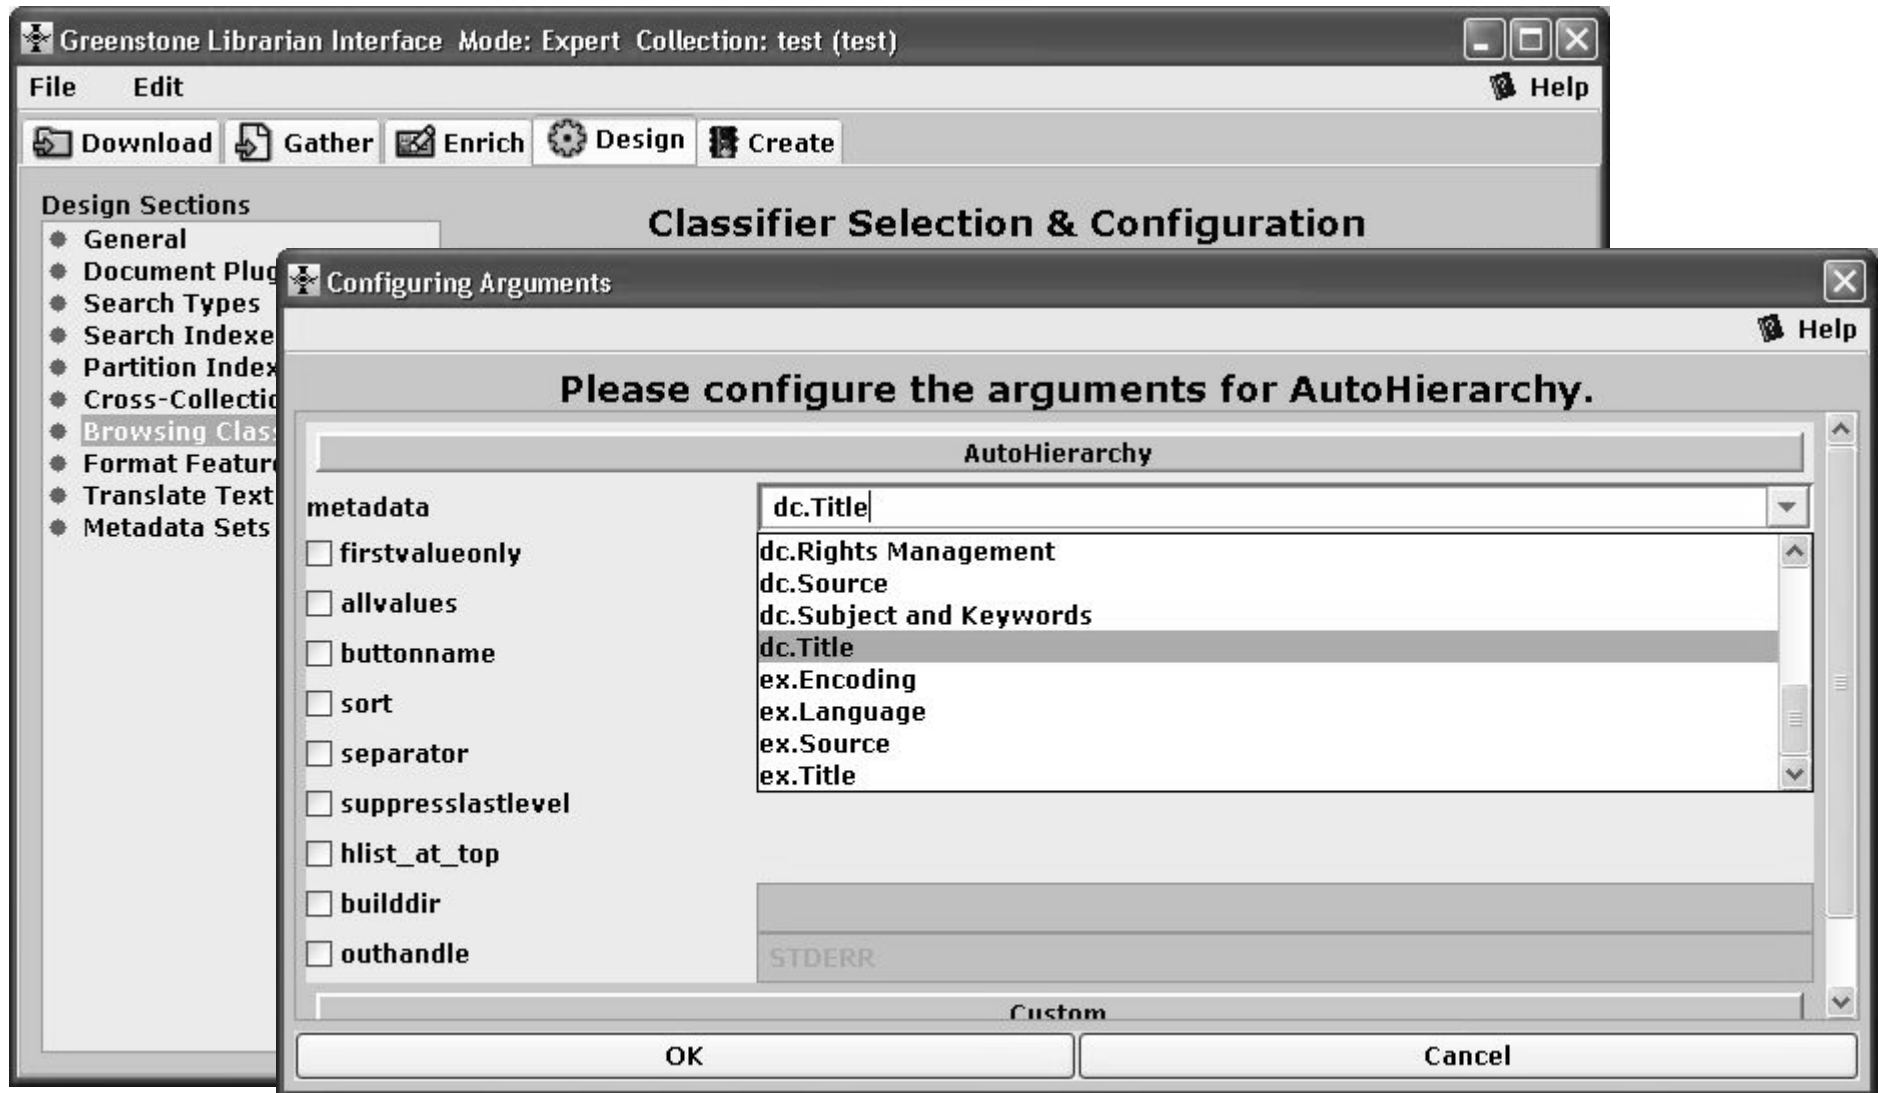 Greenstone Librarian Interface Mode: Expert Collection: test (test)
File Edit Help
Download Gather Enrich Design Create
Design Sections
General
Document Plug
Search Types
Search Indexe
Partition Index
Cross-Collectio
Browsing Class
Format Feature
Translate Text
Metadata Sets
Classifier Selection & Configuration
Configuring Arguments
Help
Please configure the arguments for AutoHierarchy.
AutoHierarchy
metadata dc.Title
firstvalueonly
allvalues
buttonname
sort
separator
suppresslastlevel
hlist_at_top
builddir
outhandle STDERR
dc.Rights Management
dc.Source
dc.Subject and Keywords
dc.Title
ex.Encoding
ex.Language
ex.Source
ex.Title
Custom
OK Cancel